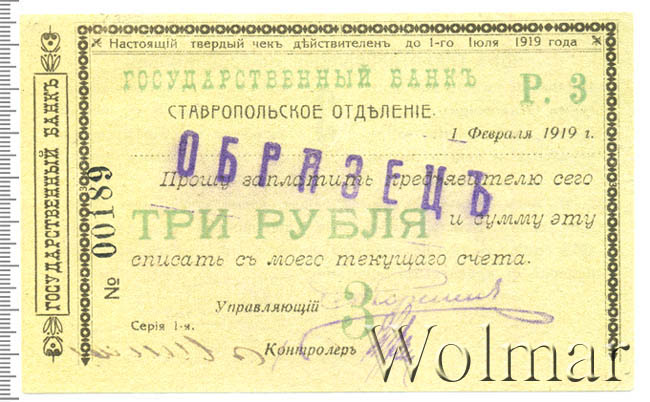 Настоящій твердый чекъ дѣйствителенъ до 1-го Іюля 1919 года
ГОСУДАРСТВЕННЫЙ БАНКЪ
Р. 3
СТАВРОПОЛЬСКОЕ ОТДѢЛЕНІЕ.
1 Февраля 1919 г.
ОБРАЗЕЦЪ
Прошу заплатить предъявителю сего
ТРИ РУБЛЯ и сумму эту
списать съ моего текущаго счета.
Управляющій
3
Серія 1-я.
Контролеръ
ГОСУДАРСТВЕННЫЙ БАНКЪ
№ 00189
Wolmar